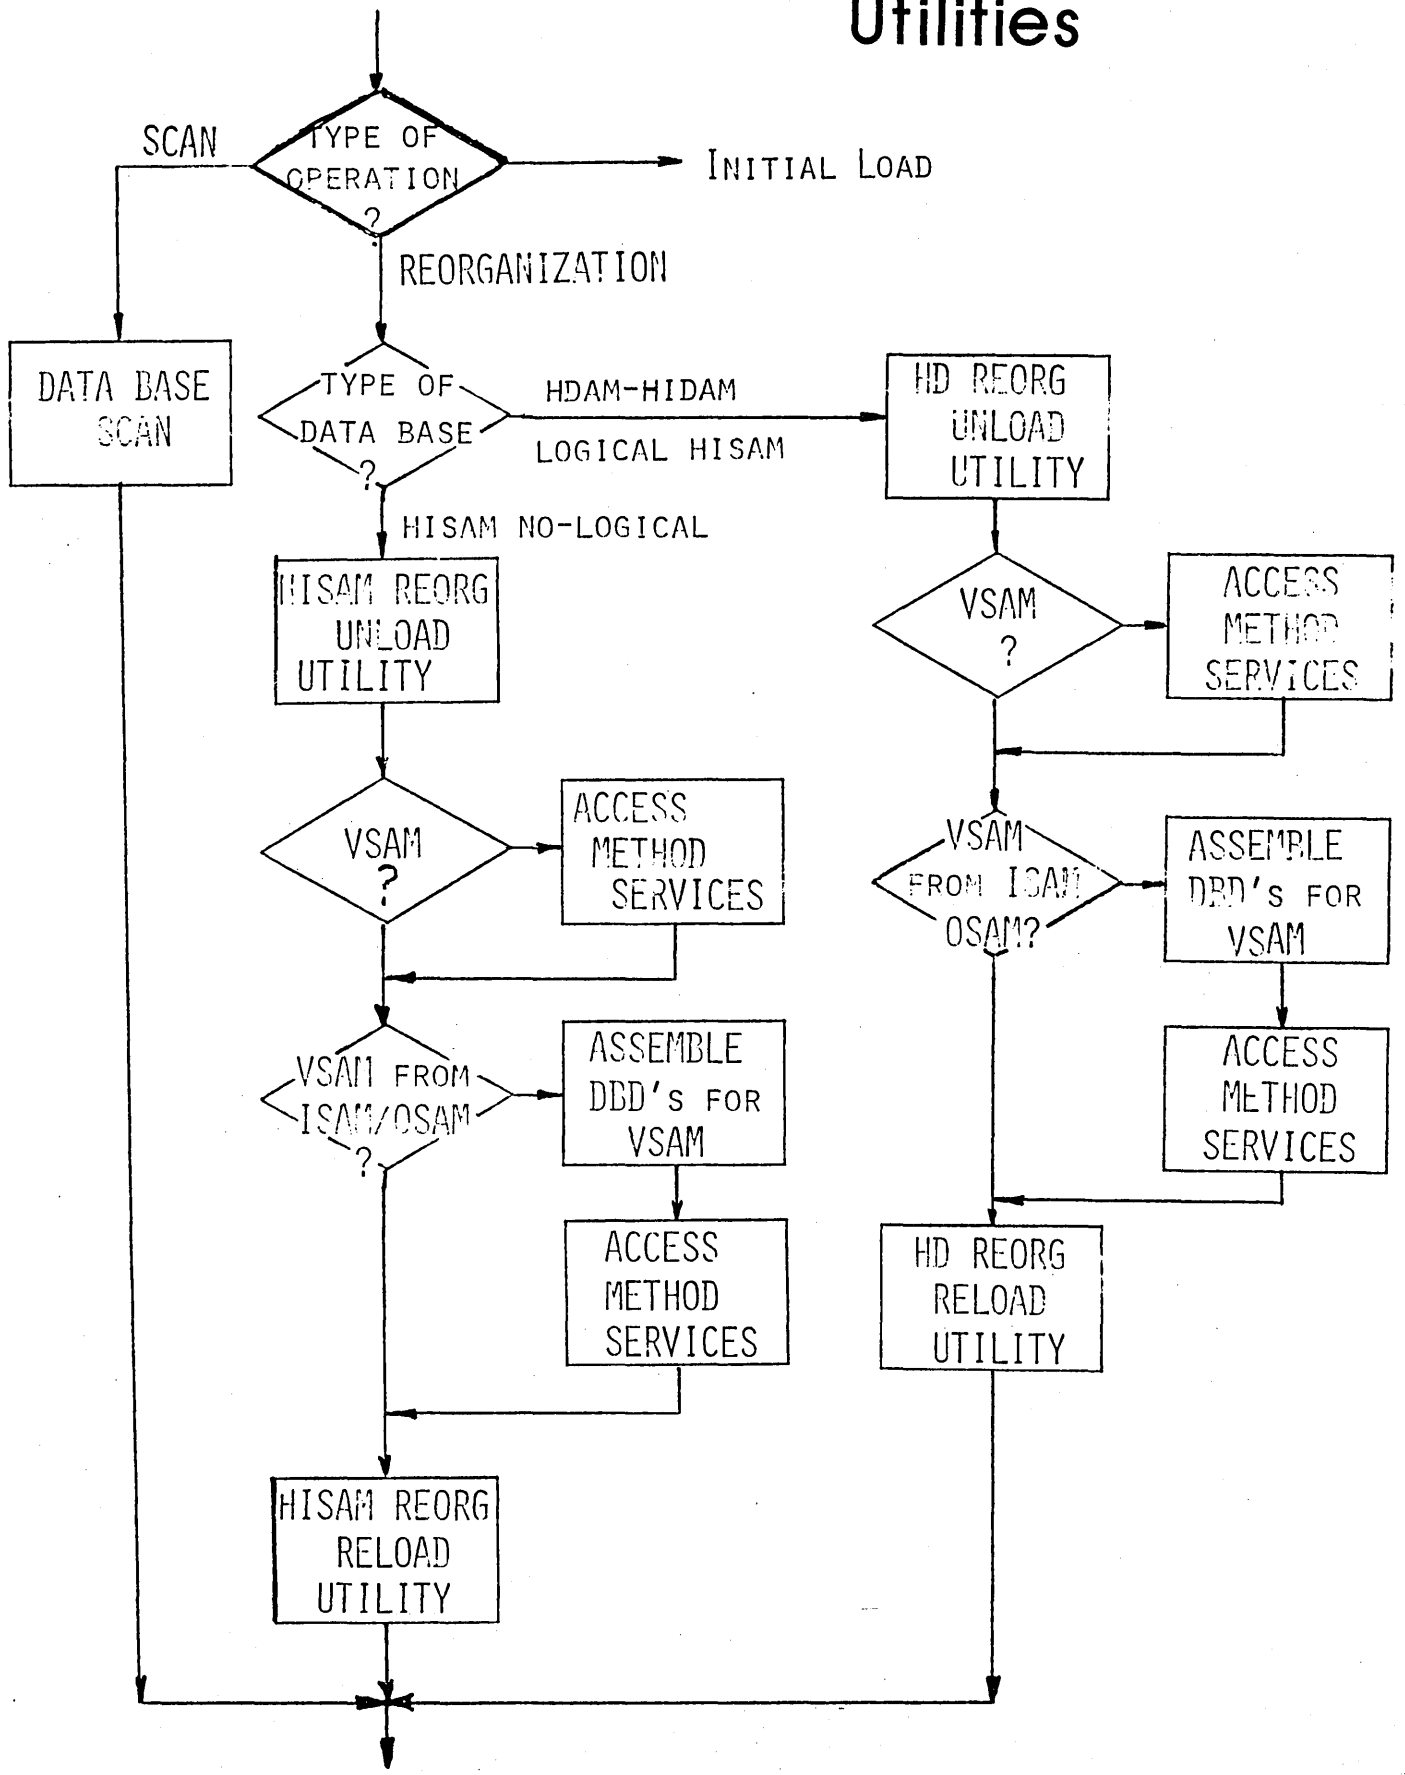 Utilities
SCAN
TYPE OF
OPERATION
?
INITIAL LOAD
REORGANIZATION
DATA BASE
SCAN
TYPE OF
DATA BASE
?
HDAM-HIDAM
LOGICAL HISAM
HD REORG
UNLOAD
UTILITY
HISAM NO-LOGICAL
HISAM REORG
UNLOAD
UTILITY
VSAM
?
ACCESS
METHOD
SERVICES
VSAM
?
ACCESS
METHOD
SERVICES
VSAM
FROM ISAM
OSAM?
ASSEMBLE
DBD'S FOR
VSAM
VSAM FROM
ISAM/OSAM
?
ASSEMBLE
DBD'S FOR
VSAM
ACCESS
METHOD
SERVICES
ACCESS
METHOD
SERVICES
HD REORG
RELOAD
UTILITY
HISAM REORG
RELOAD
UTILITY